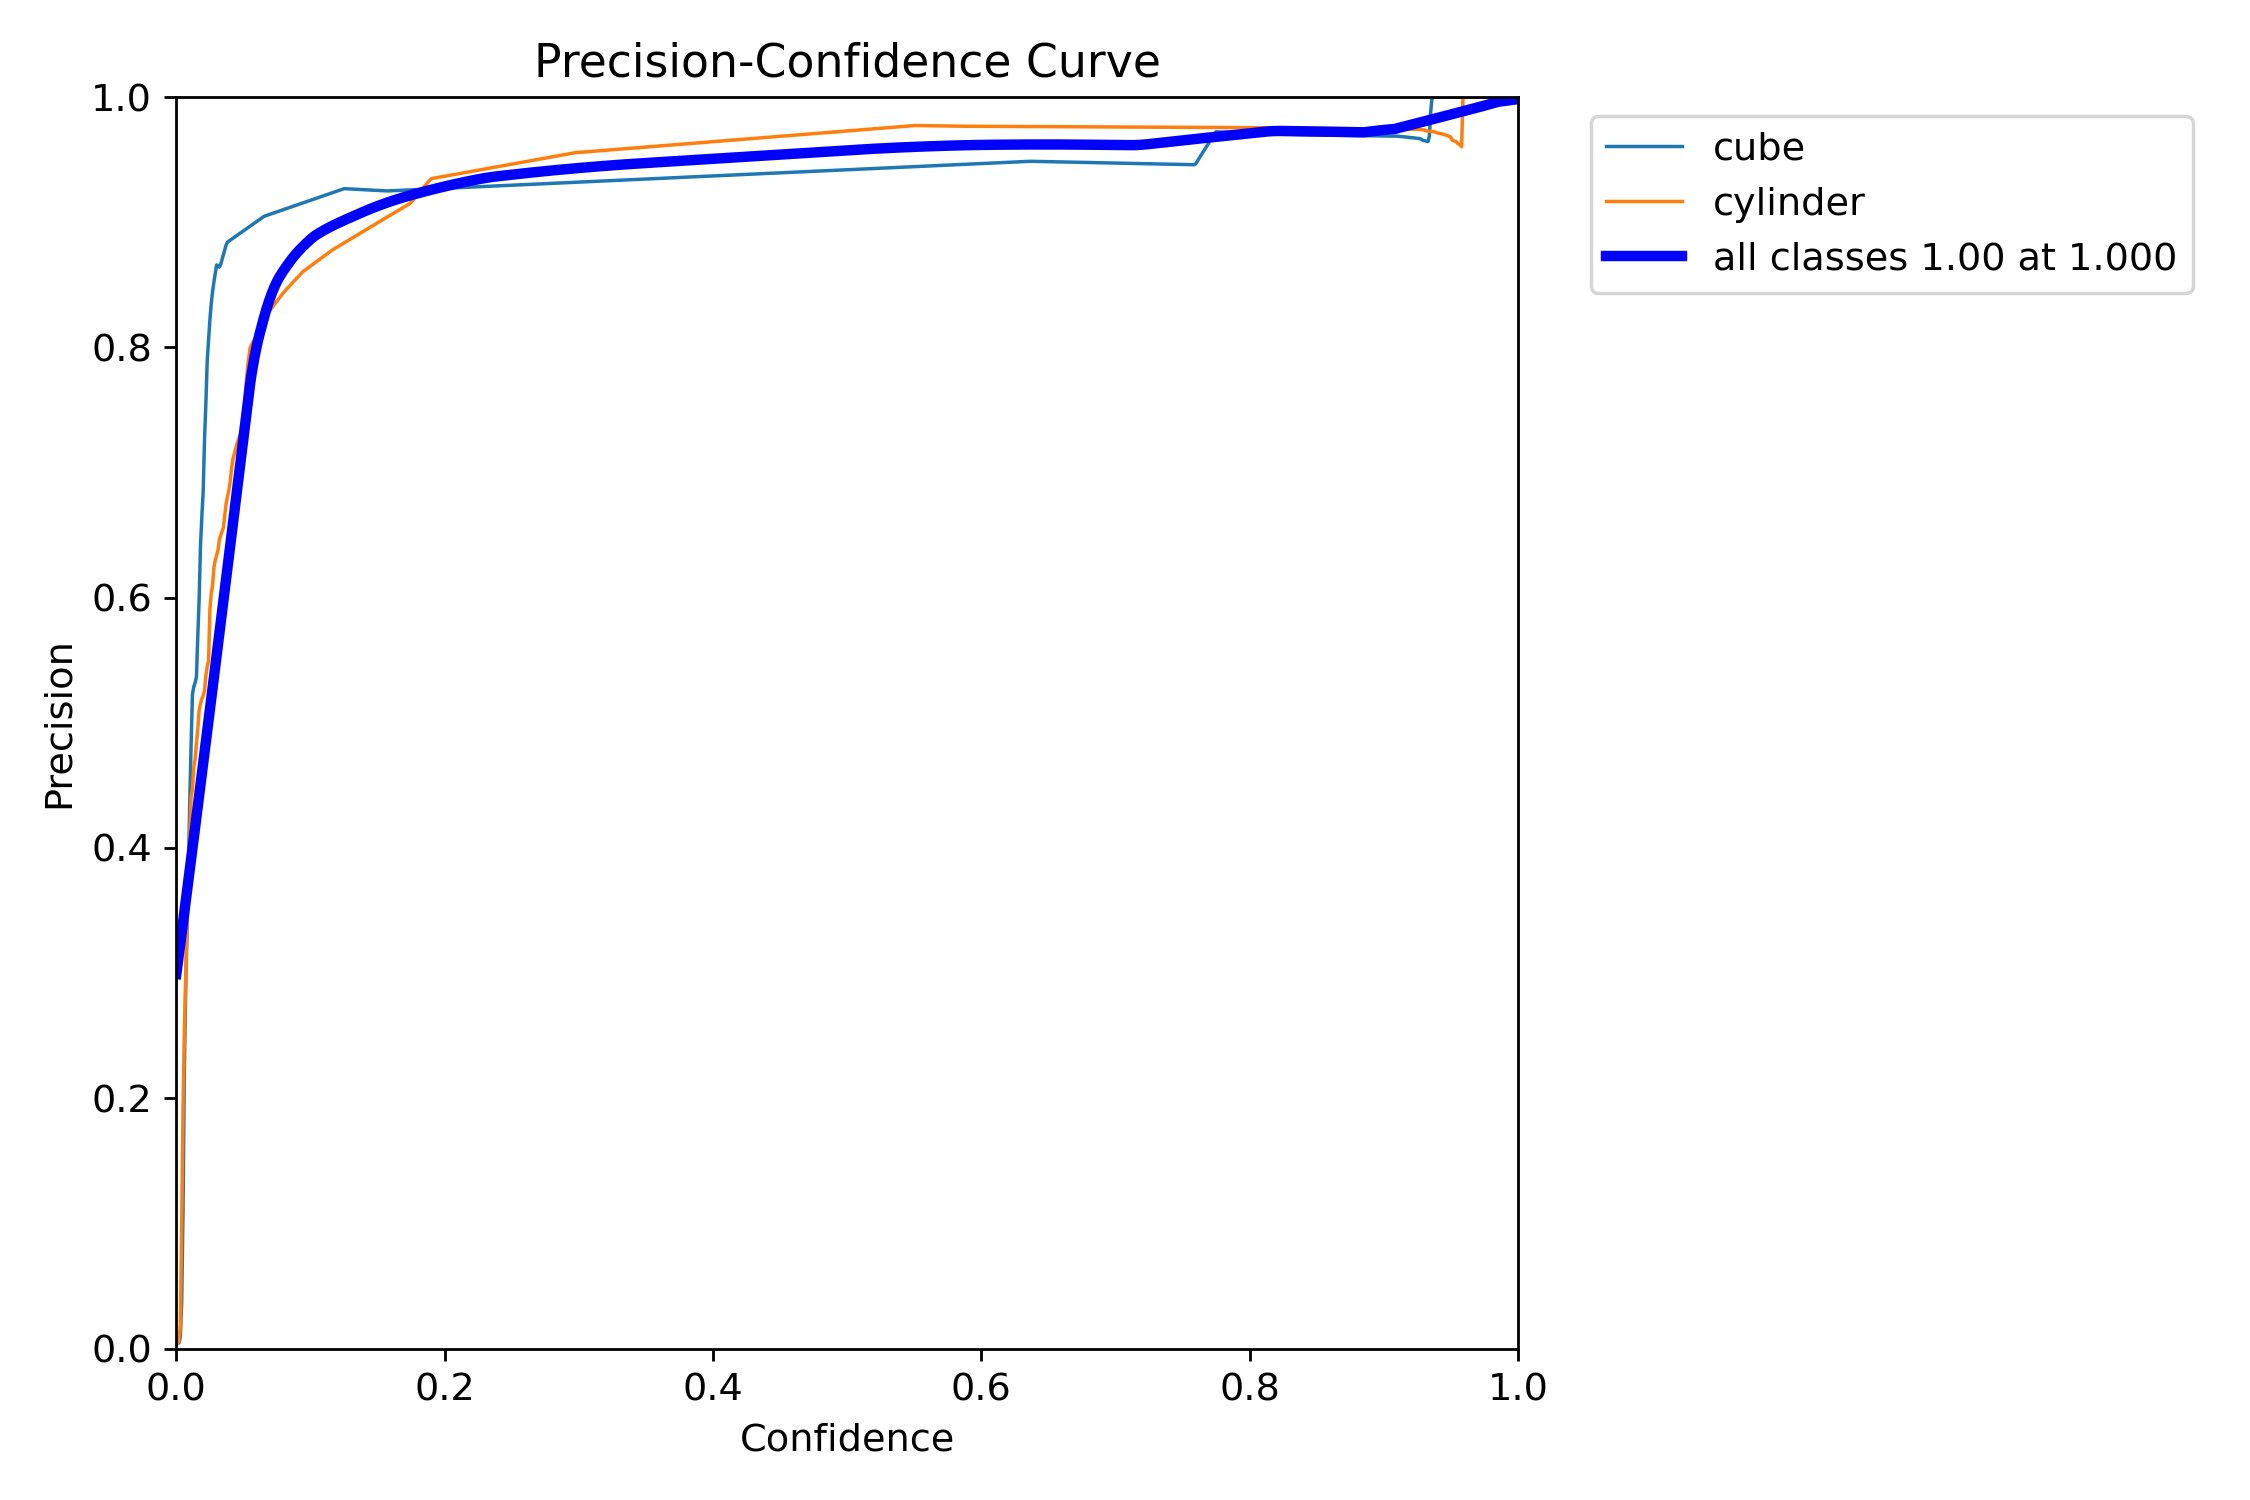 Precision-Confidence Curve
1.0
0.8
0.6
0.4
0.2
0.0
Precision
0.0 0.2 0.4 0.6 0.8 1.0
Confidence
cube
cylinder
all classes 1.00 at 1.000